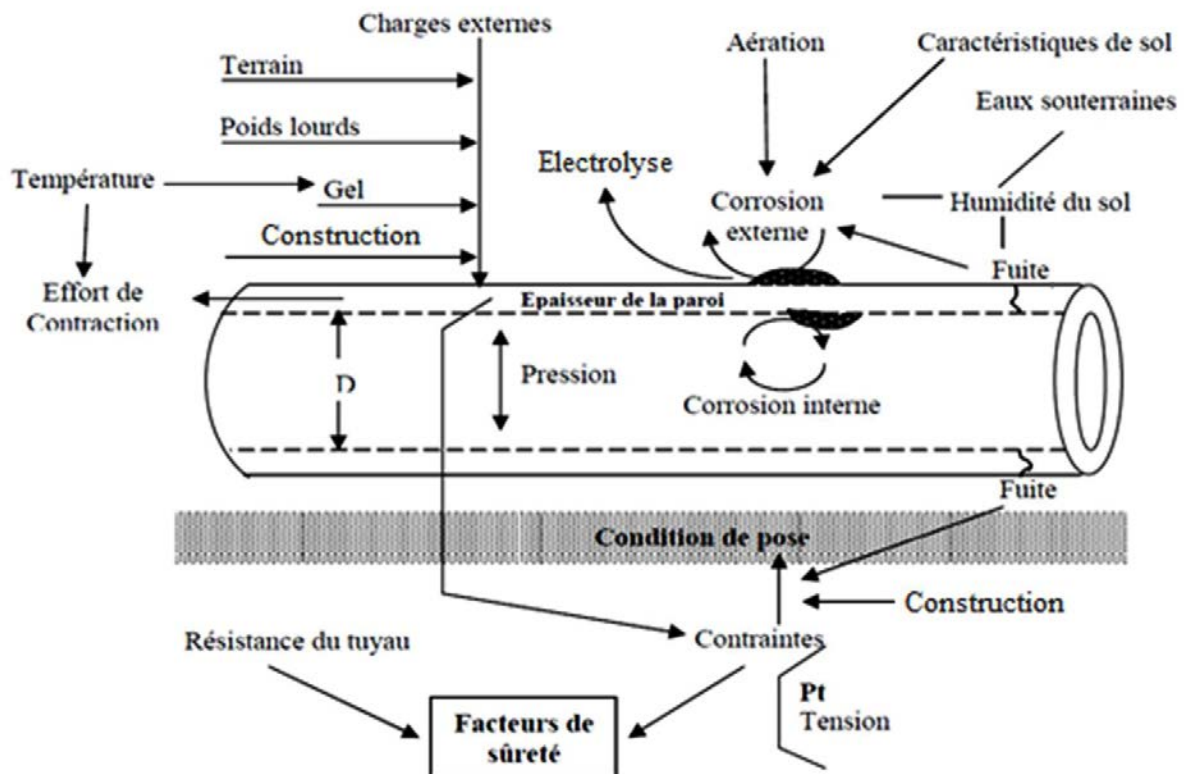 Charges externes
Aération
Caractéristiques de sol
Terrain
Eaux souterraines
Poids lourds
Electrolyse
Température
Gel
Corrosion
externe
Humidité du sol
Construction
Fuite
Effort de
Contraction
Epaisseur de la paroi
D
Pression
Corrosion interne
Fuite
Condition de pose
Construction
Résistance du tuyau
Contraintes
Pt
Tension
Facteurs de
sûreté